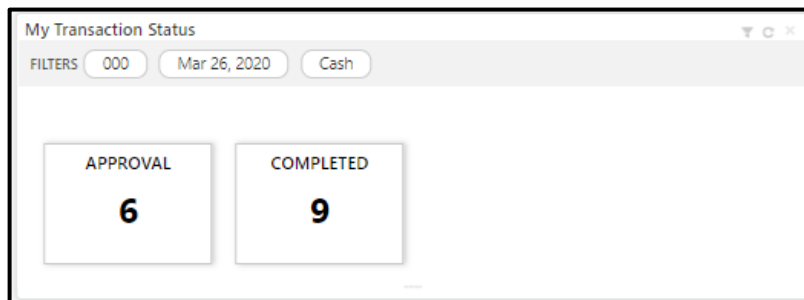 My Transaction Status
FILTERS 000 Mar 26, 2020 Cash
APPROVAL COMPLETED
6 9